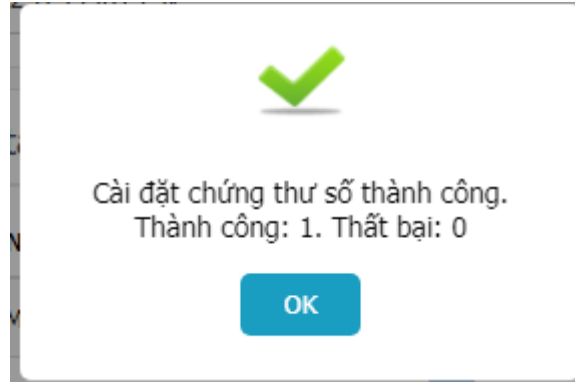 Cài đặt chứng thư số thành công.
Thành công: 1. Thất bại: 0
OK